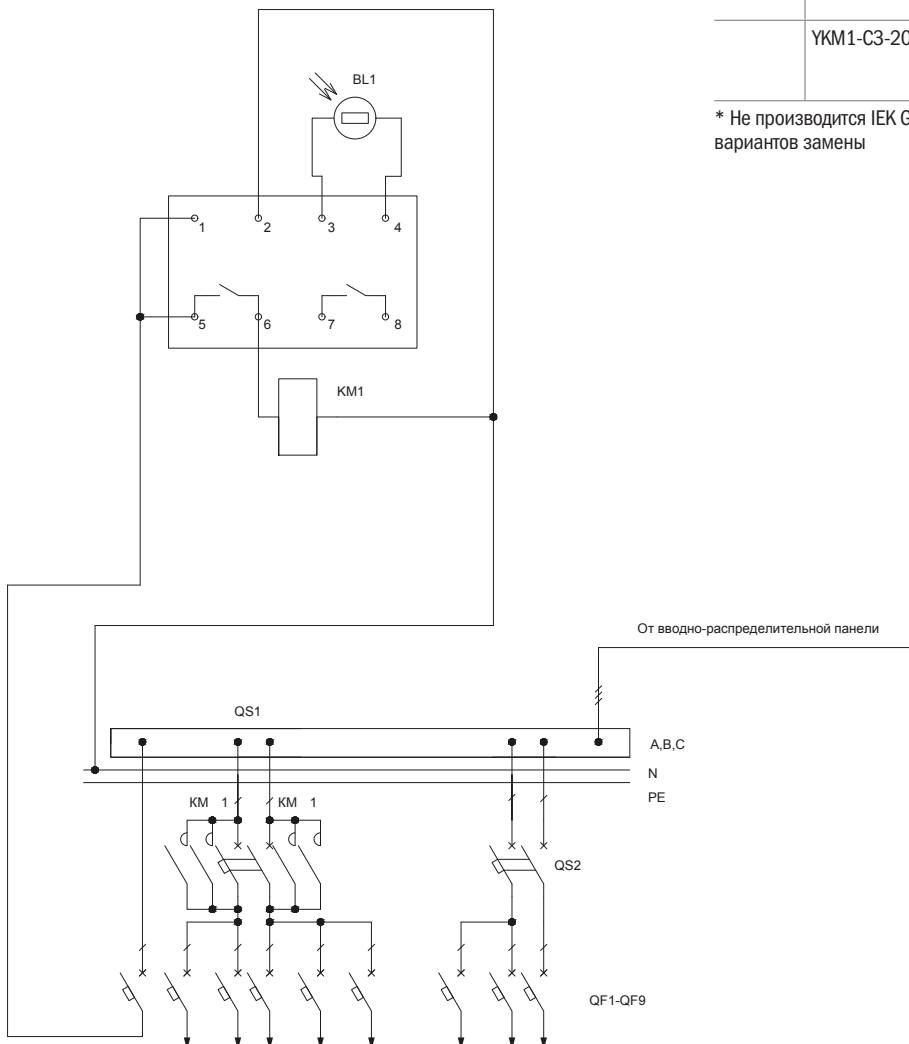 YKM1-C3-20
* Не производится IEK G
вариантов замены
BL1
1
2
3
4
5
6
7
8
KM1
От вводно-распределительной панели
QS1
A,B,C
N
PE
KM 1
KM 1
QS2
QF1-QF9